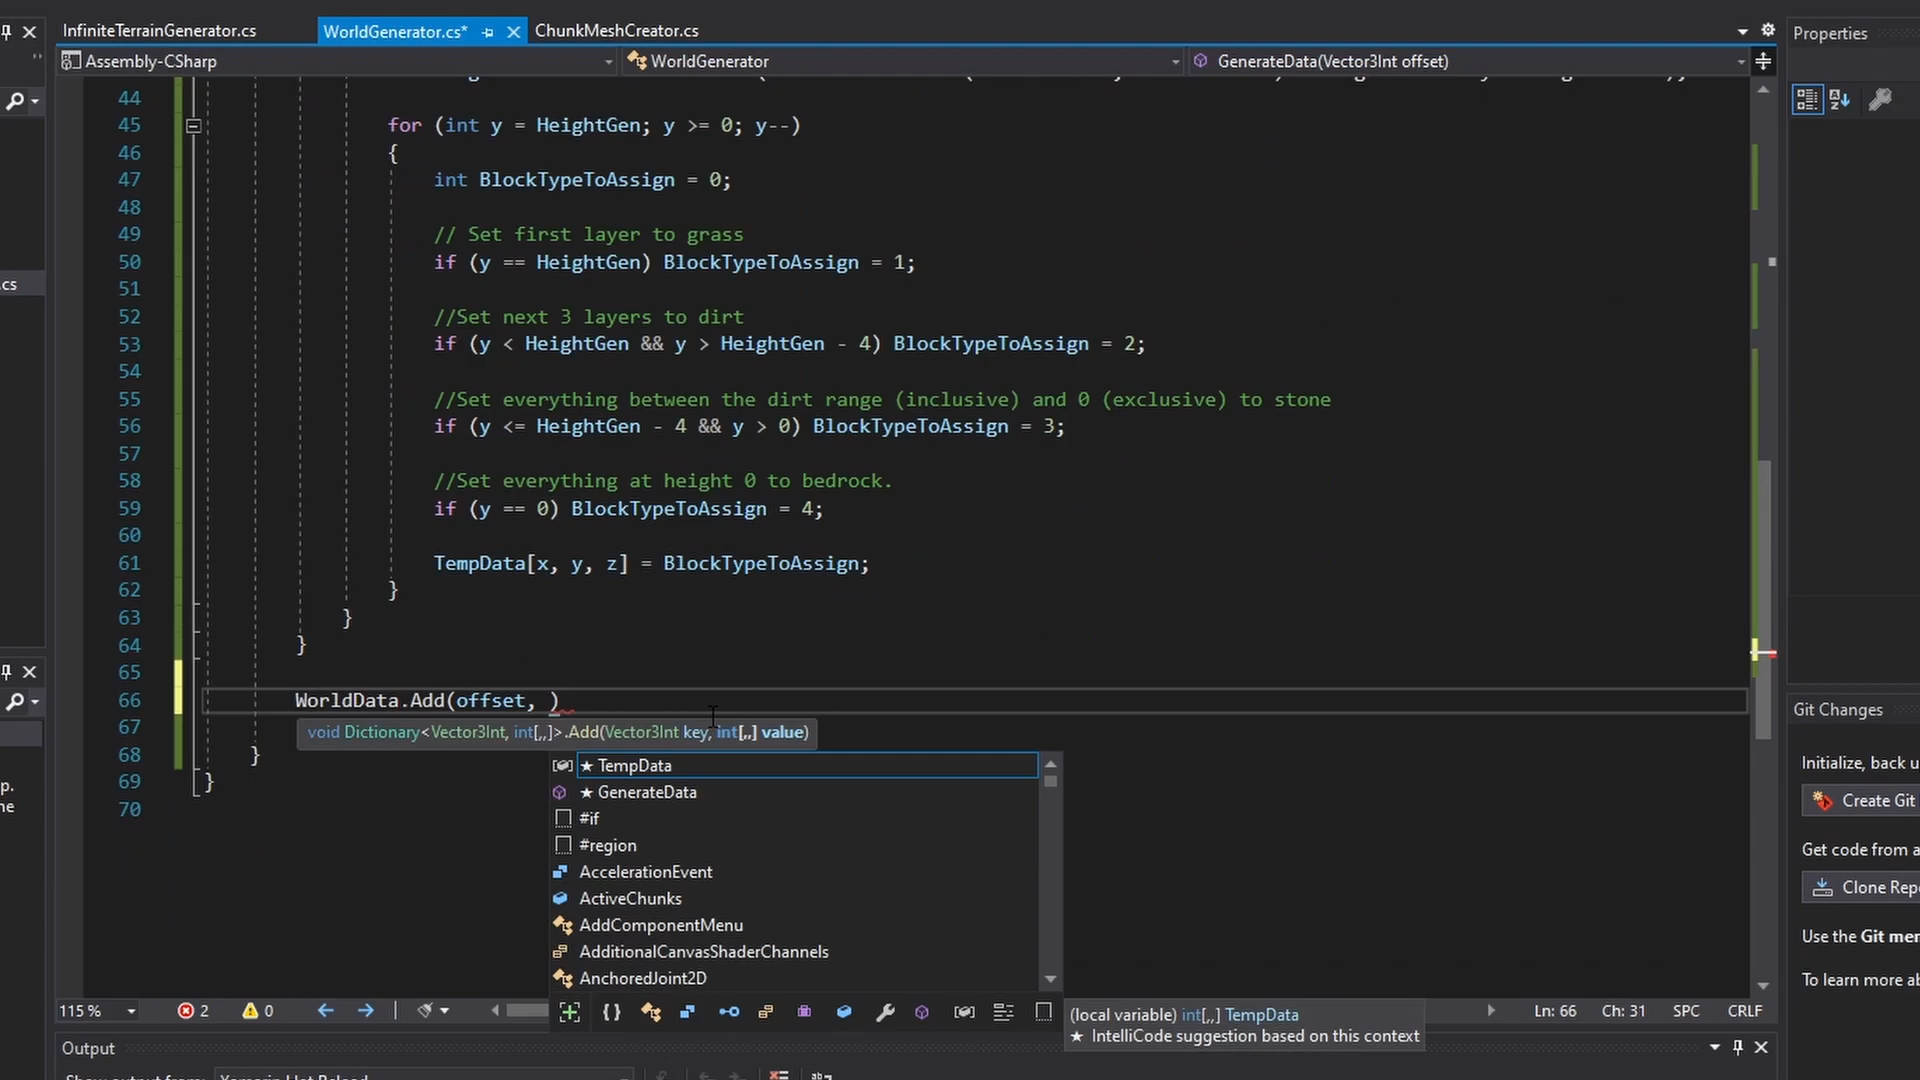 InfiniteTerrainGenerator.cs
WorldGenerator.cs*
ChunkMeshCreator.cs
Properties
Assembly-CSharp
WorldGenerator
GenerateData(Vector3Int offset)
44
45 for (int y = HeightGen; y >= 0; y--)
46 {
47 int BlockTypeToAssign = 0;
48
49 // Set first layer to grass
50 if (y == HeightGen) BlockTypeToAssign = 1;
51
52 //Set next 3 layers to dirt
53 if (y < HeightGen && y > HeightGen - 4) BlockTypeToAssign = 2;
54
55 //Set everything between the dirt range (inclusive) and 0 (exclusive) to stone
56 if (y <= HeightGen - 4 && y > 0) BlockTypeToAssign = 3;
57
58 //Set everything at height 0 to bedrock.
59 if (y == 0) BlockTypeToAssign = 4;
60
61 TempData[x, y, z] = BlockTypeToAssign;
62 }
63 }
64 }
65
66 WorldData.Add(offset, )
67
void Dictionary<Vector3Int, int[,,]>.Add(Vector3Int key, int[,,] value)
68 }
69 }
70
★ TempData
★ GenerateData
#if
#region
AccelerationEvent
ActiveChunks
AddComponentMenu
AdditionalCanvasShaderChannels
AnchoredJoint2D
(local variable) int[,,] TempData
★ IntelliCode suggestion based on this context
.cs
p.
ne
Git Changes
Initialize, back u
Create Git
Get code from a
Clone Rep
Use the Git mer
To learn more ab
115 %
2
0
Ln: 66
Ch: 31
SPC
CRLF
Output
Show output from: Xamarin Hot Reload